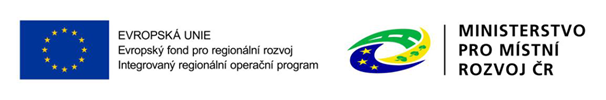 EVROPSKÁ UNIE
Evropský fond pro regionální rozvoj
Integrovaný regionální operační program
MINISTERSTVO
PRO MÍSTNÍ
ROZVOJ ČR